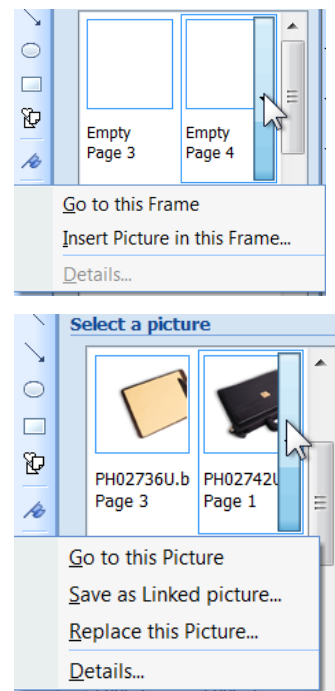 Empty Empty
Page 3 Page 4
Go to this Frame
Insert Picture in this Frame...
Details...
Select a picture
PH02736U.b PH02742U
Page 3 Page 1
Go to this Picture
Save as Linked picture...
Replace this Picture...
Details...